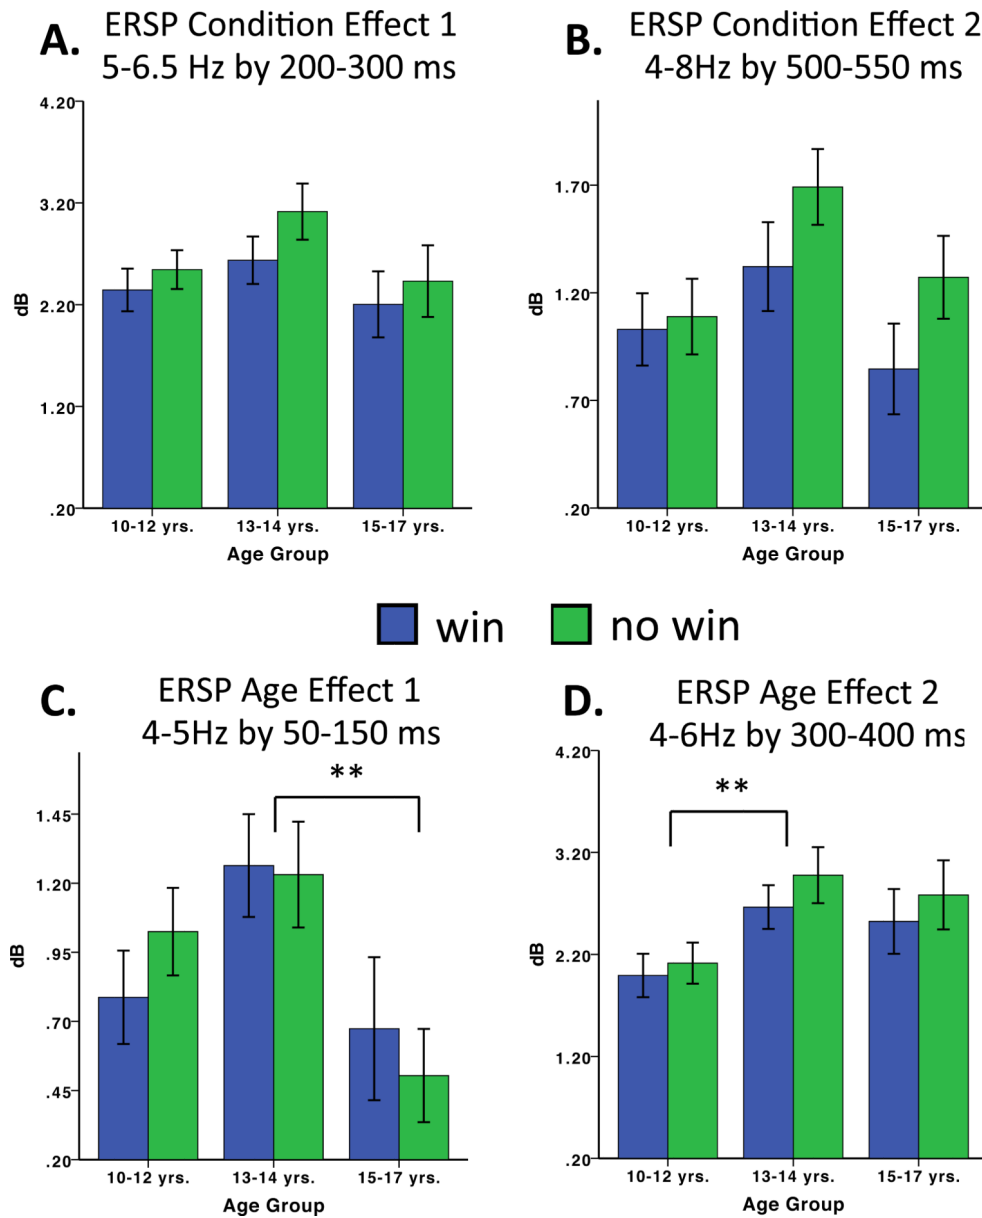 A. ERSP Condition Effect 1
5-6.5 Hz by 200-300 ms
4.20
3.20
2.20
1.20
.20
dB
10-12 yrs. 13-14 yrs. 15-17 yrs.
Age Group
B. ERSP Condition Effect 2
4-8Hz by 500-550 ms
1.70
1.20
.70
.20
dB
10-12 yrs. 13-14 yrs. 15-17 yrs.
Age Group
win no win
C. ERSP Age Effect 1
4-5Hz by 50-150 ms
**
1.45
1.20
.95
.70
.45
.20
dB
10-12 yrs. 13-14 yrs. 15-17 yrs.
Age Group
D. ERSP Age Effect 2
4-6Hz by 300-400 ms
**
4.20
3.20
2.20
1.20
.20
dB
10-12 yrs. 13-14 yrs. 15-17 yrs.
Age Group